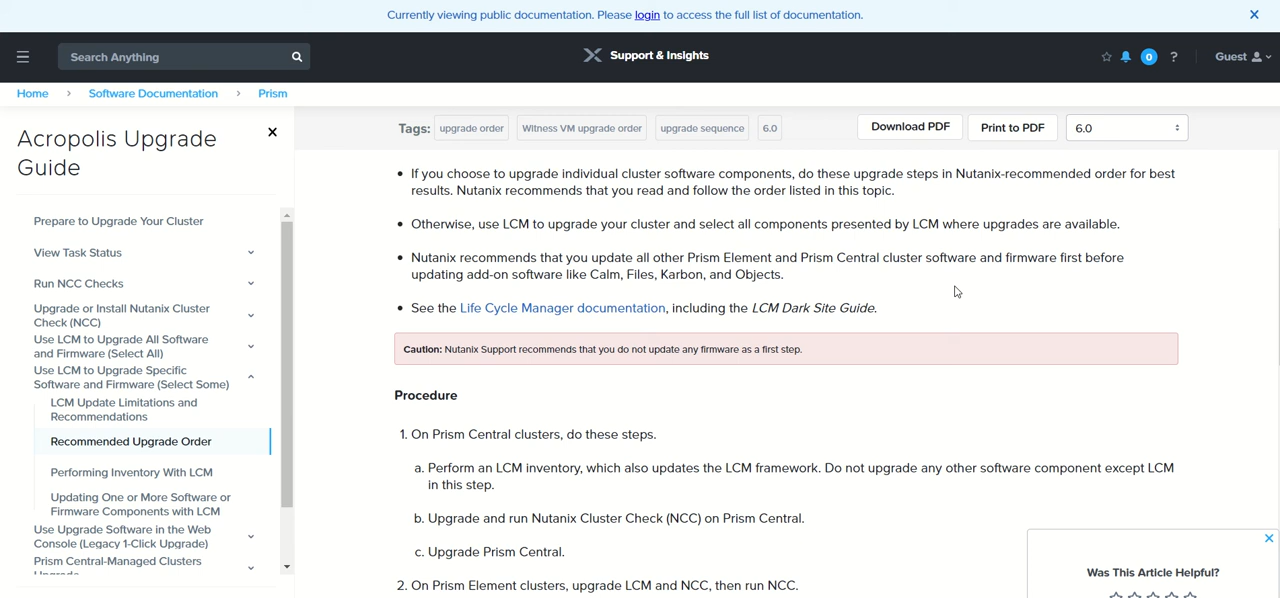 Currently viewing public documentation. Please login to access the full list of documentation.
Search Anything
Support & Insights
0
?
Guest
Home > Software Documentation > Prism
Acropolis Upgrade
Guide
Prepare to Upgrade Your Cluster
View Task Status
Run NCC Checks
Upgrade or Install Nutanix Cluster
Check (NCC)
Use LCM to Upgrade All Software
and Firmware (Select All)
Use LCM to Upgrade Specific
Software and Firmware (Select Some)
LCM Update Limitations and
Recommendations
Recommended Upgrade Order
Performing Inventory With LCM
Updating One or More Software or
Firmware Components with LCM
Use Upgrade Software in the Web
Console (Legacy 1-Click Upgrade)
Prism Central-Managed Clusters
Upgrade
Tags: upgrade order Witness VM upgrade order upgrade sequence 6.0
Download PDF Print to PDF 6.0
• If you choose to upgrade individual cluster software components, do these upgrade steps in Nutanix-recommended order for best
results. Nutanix recommends that you read and follow the order listed in this topic.
• Otherwise, use LCM to upgrade your cluster and select all components presented by LCM where upgrades are available.
• Nutanix recommends that you update all other Prism Element and Prism Central cluster software and firmware first before
updating add-on software like Calm, Files, Karbon, and Objects.
• See the Life Cycle Manager documentation, including the LCM Dark Site Guide.
Caution: Nutanix Support recommends that you do not update any firmware as a first step.
Procedure
1. On Prism Central clusters, do these steps.
a. Perform an LCM inventory, which also updates the LCM framework. Do not upgrade any other software component except LCM
in this step.
b. Upgrade and run Nutanix Cluster Check (NCC) on Prism Central.
c. Upgrade Prism Central.
2. On Prism Element clusters, upgrade LCM and NCC, then run NCC.
Was This Article Helpful?